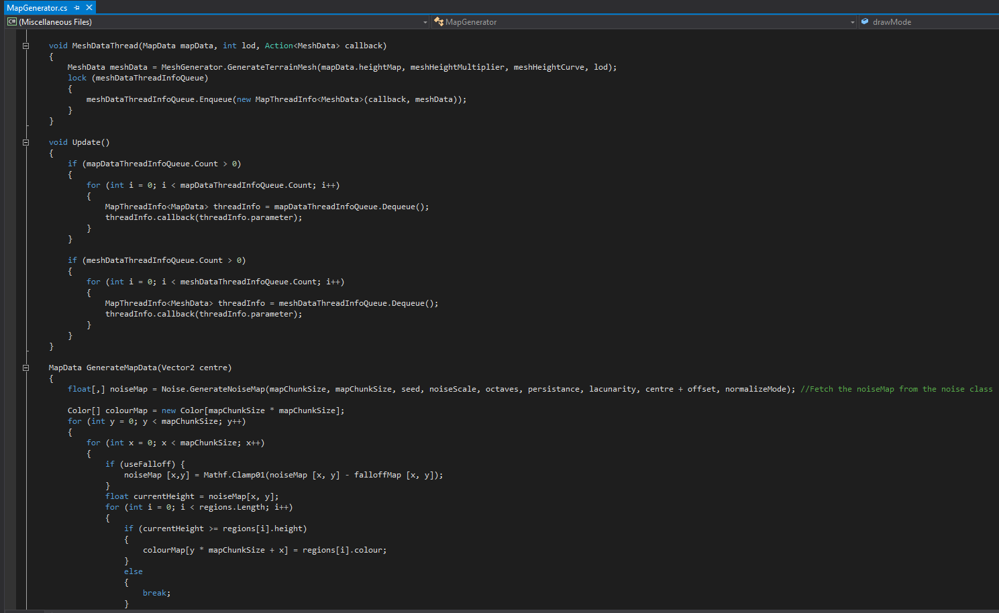 MapGenerator.cs
C# (Miscellaneous Files) MapGenerator drawMode
void MeshDataThread(MapData mapData, int lod, Action<MeshData> callback)
{
MeshData meshData = MeshGenerator.GenerateTerrainMesh(mapData.heightMap, meshHeightMultiplier, meshHeightCurve, lod);
lock (meshDataThreadInfoQueue)
{
meshDataThreadInfoQueue.Enqueue(new MapThreadInfo<MeshData>(callback, meshData));
}
}
void Update()
{
if (mapDataThreadInfoQueue.Count > 0)
{
for (int i = 0; i < mapDataThreadInfoQueue.Count; i++)
{
MapThreadInfo<MapData> threadInfo = mapDataThreadInfoQueue.Dequeue();
threadInfo.callback(threadInfo.parameter);
}
}
if (meshDataThreadInfoQueue.Count > 0)
{
for (int i = 0; i < meshDataThreadInfoQueue.Count; i++)
{
MapThreadInfo<MeshData> threadInfo = meshDataThreadInfoQueue.Dequeue();
threadInfo.callback(threadInfo.parameter);
}
}
}
MapData GenerateMapData(Vector2 centre)
{
float[,] noiseMap = Noise.GenerateNoiseMap(mapChunkSize, mapChunkSize, seed, noiseScale, octaves, persistance, lacunarity, centre + offset, normalizeMode); //Fetch the noiseMap from the noise class
Color[] colourMap = new Color[mapChunkSize * mapChunkSize];
for (int y = 0; y < mapChunkSize; y++)
{
for (int x = 0; x < mapChunkSize; x++)
{
if (useFalloff) {
noiseMap [x,y] = Mathf.Clamp01(noiseMap [x, y] - falloffMap [x, y]);
}
float currentHeight = noiseMap[x, y];
for (int i = 0; i < regions.Length; i++)
{
if (currentHeight >= regions[i].height)
{
colourMap[y * mapChunkSize + x] = regions[i].colour;
}
else
{
break;
}